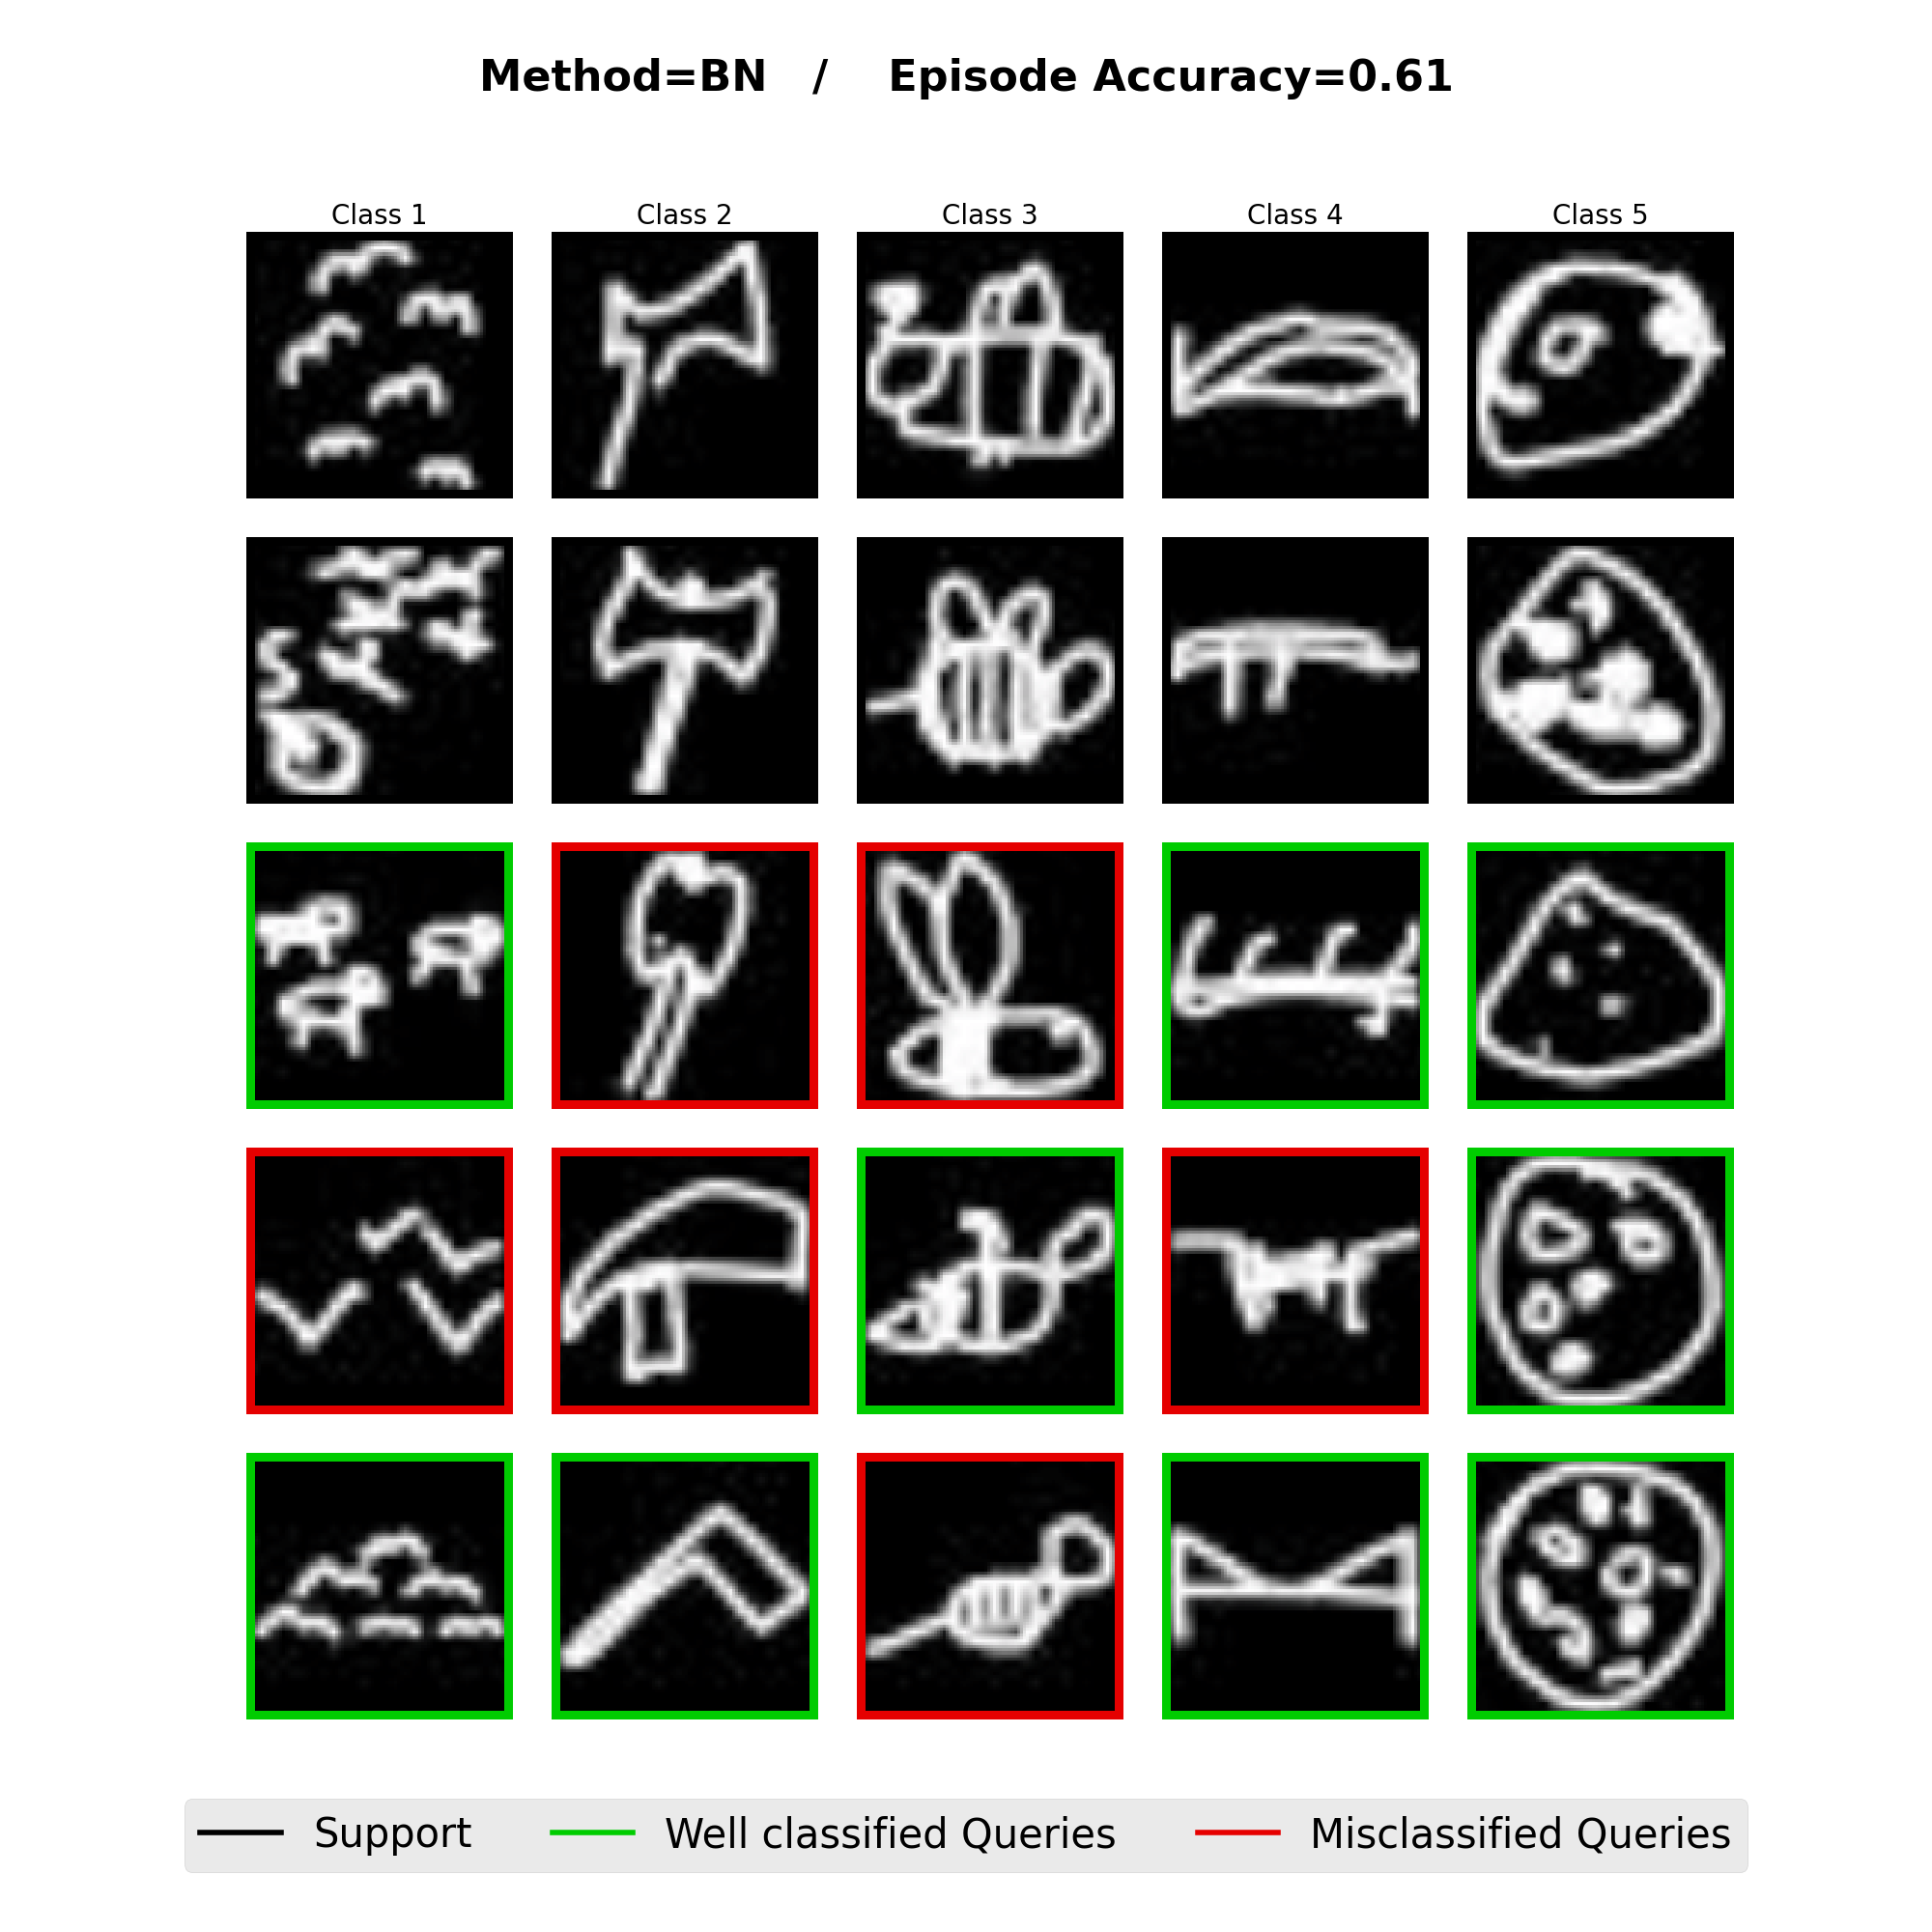 Method=BN / Episode Accuracy=0.61
Class 1 Class 2 Class 3 Class 4 Class 5
Support Well classified Queries Misclassified Queries